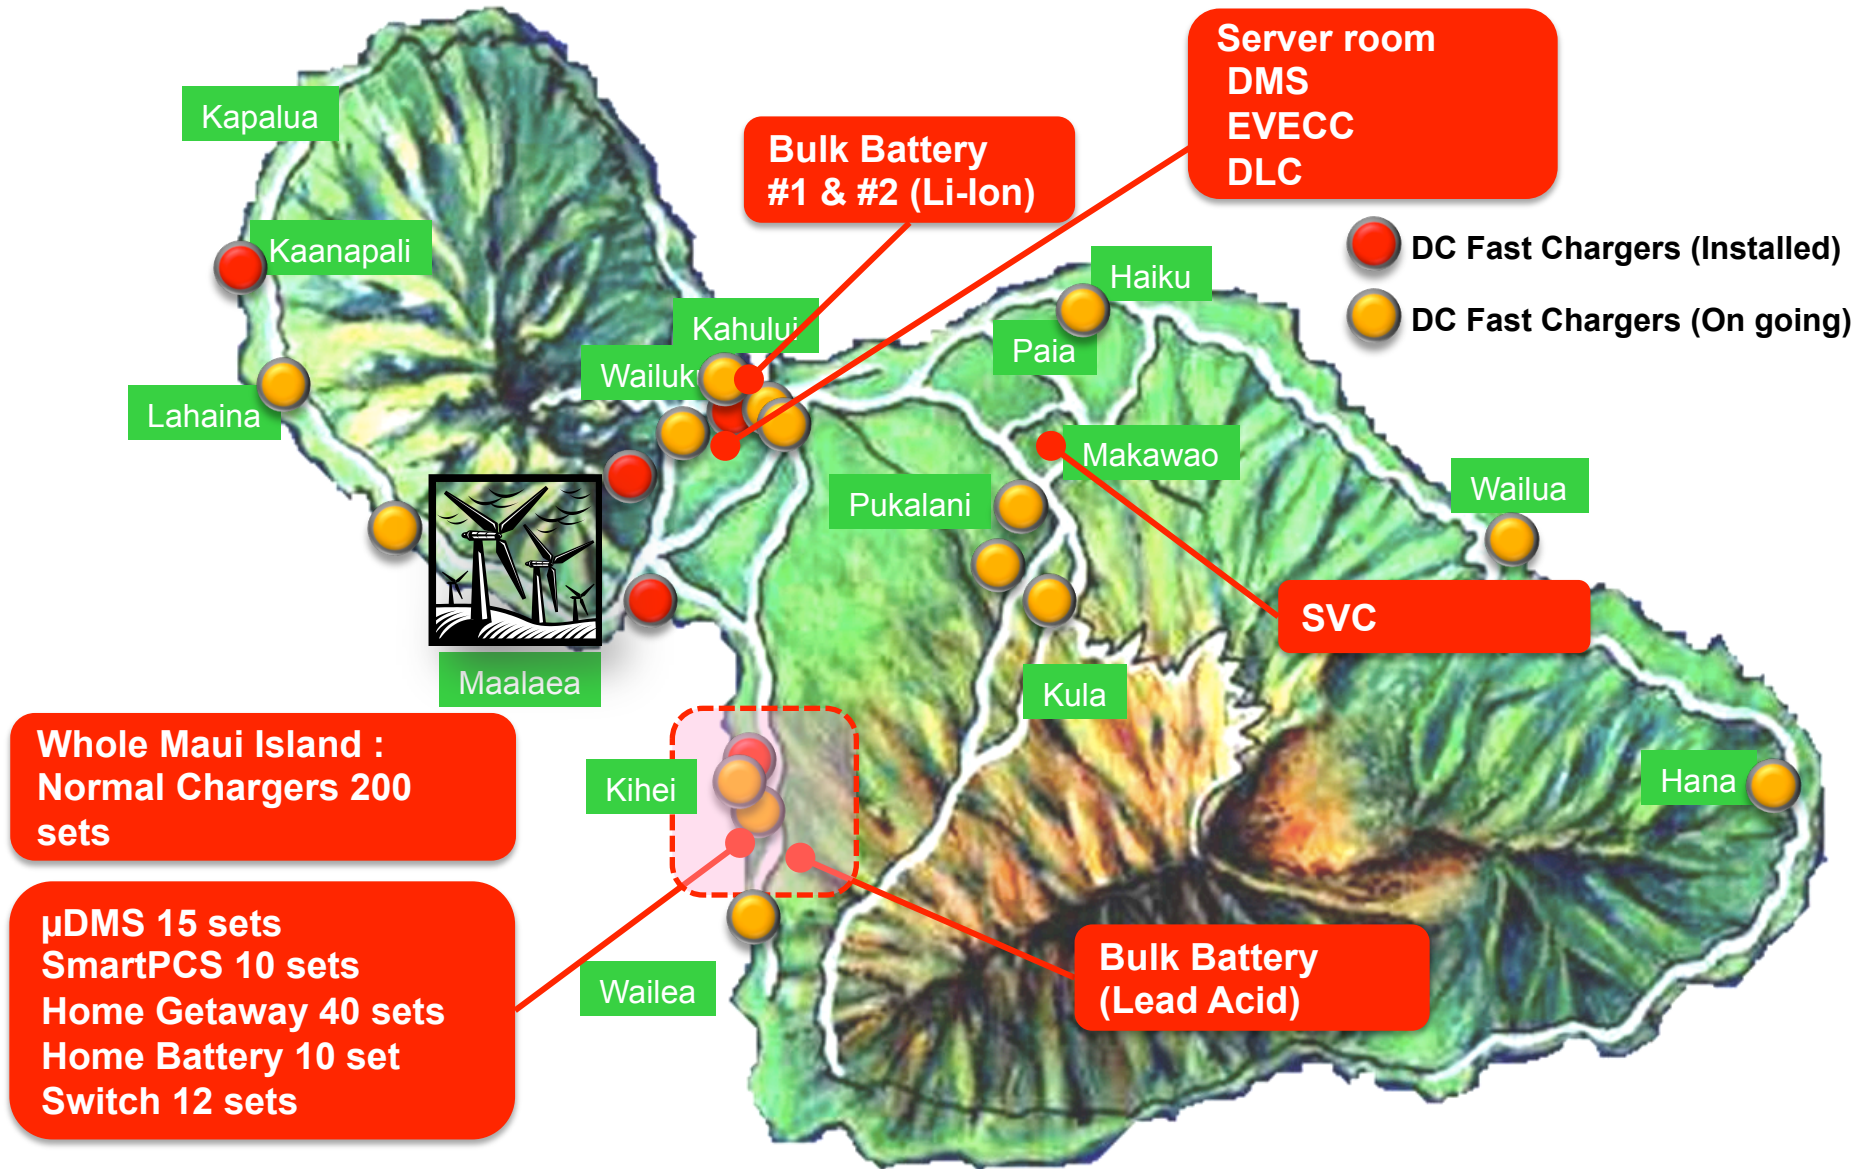 Server room
DMS
EVECC
DLC
Kapalua
Bulk Battery
#1 & #2 (Li-Ion)
Kaanapali
DC Fast Chargers (Installed)
Haiku
DC Fast Chargers (On going)
Kahului
Paia
Wailuku
Lahaina
Makawao
Wailua
Pukalani
SVC
Maalaea
Kula
Whole Maui Island :
Normal Chargers 200
sets
Kihei
Hana
µDMS 15 sets
SmartPCS 10 sets
Home Getaway 40 sets
Home Battery 10 set
Switch 12 sets
Wailea
Bulk Battery
(Lead Acid)